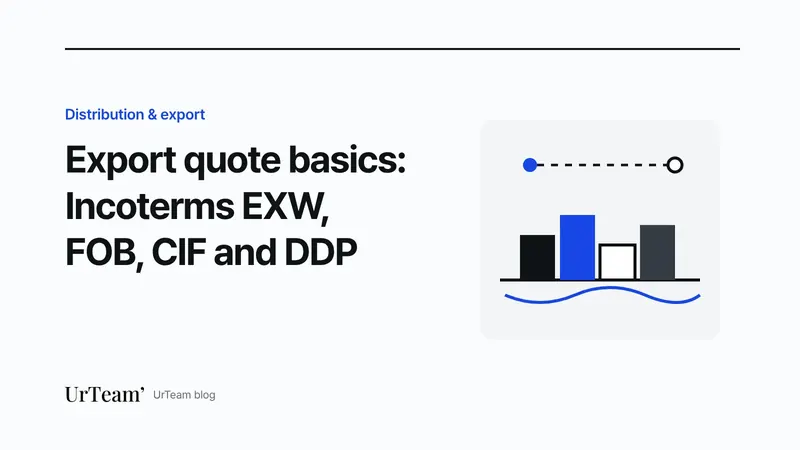 Distribution & export
Export quote basics:
Incoterms EXW,
FOB, CIF and DDP
UrTeam’ UrTeam blog